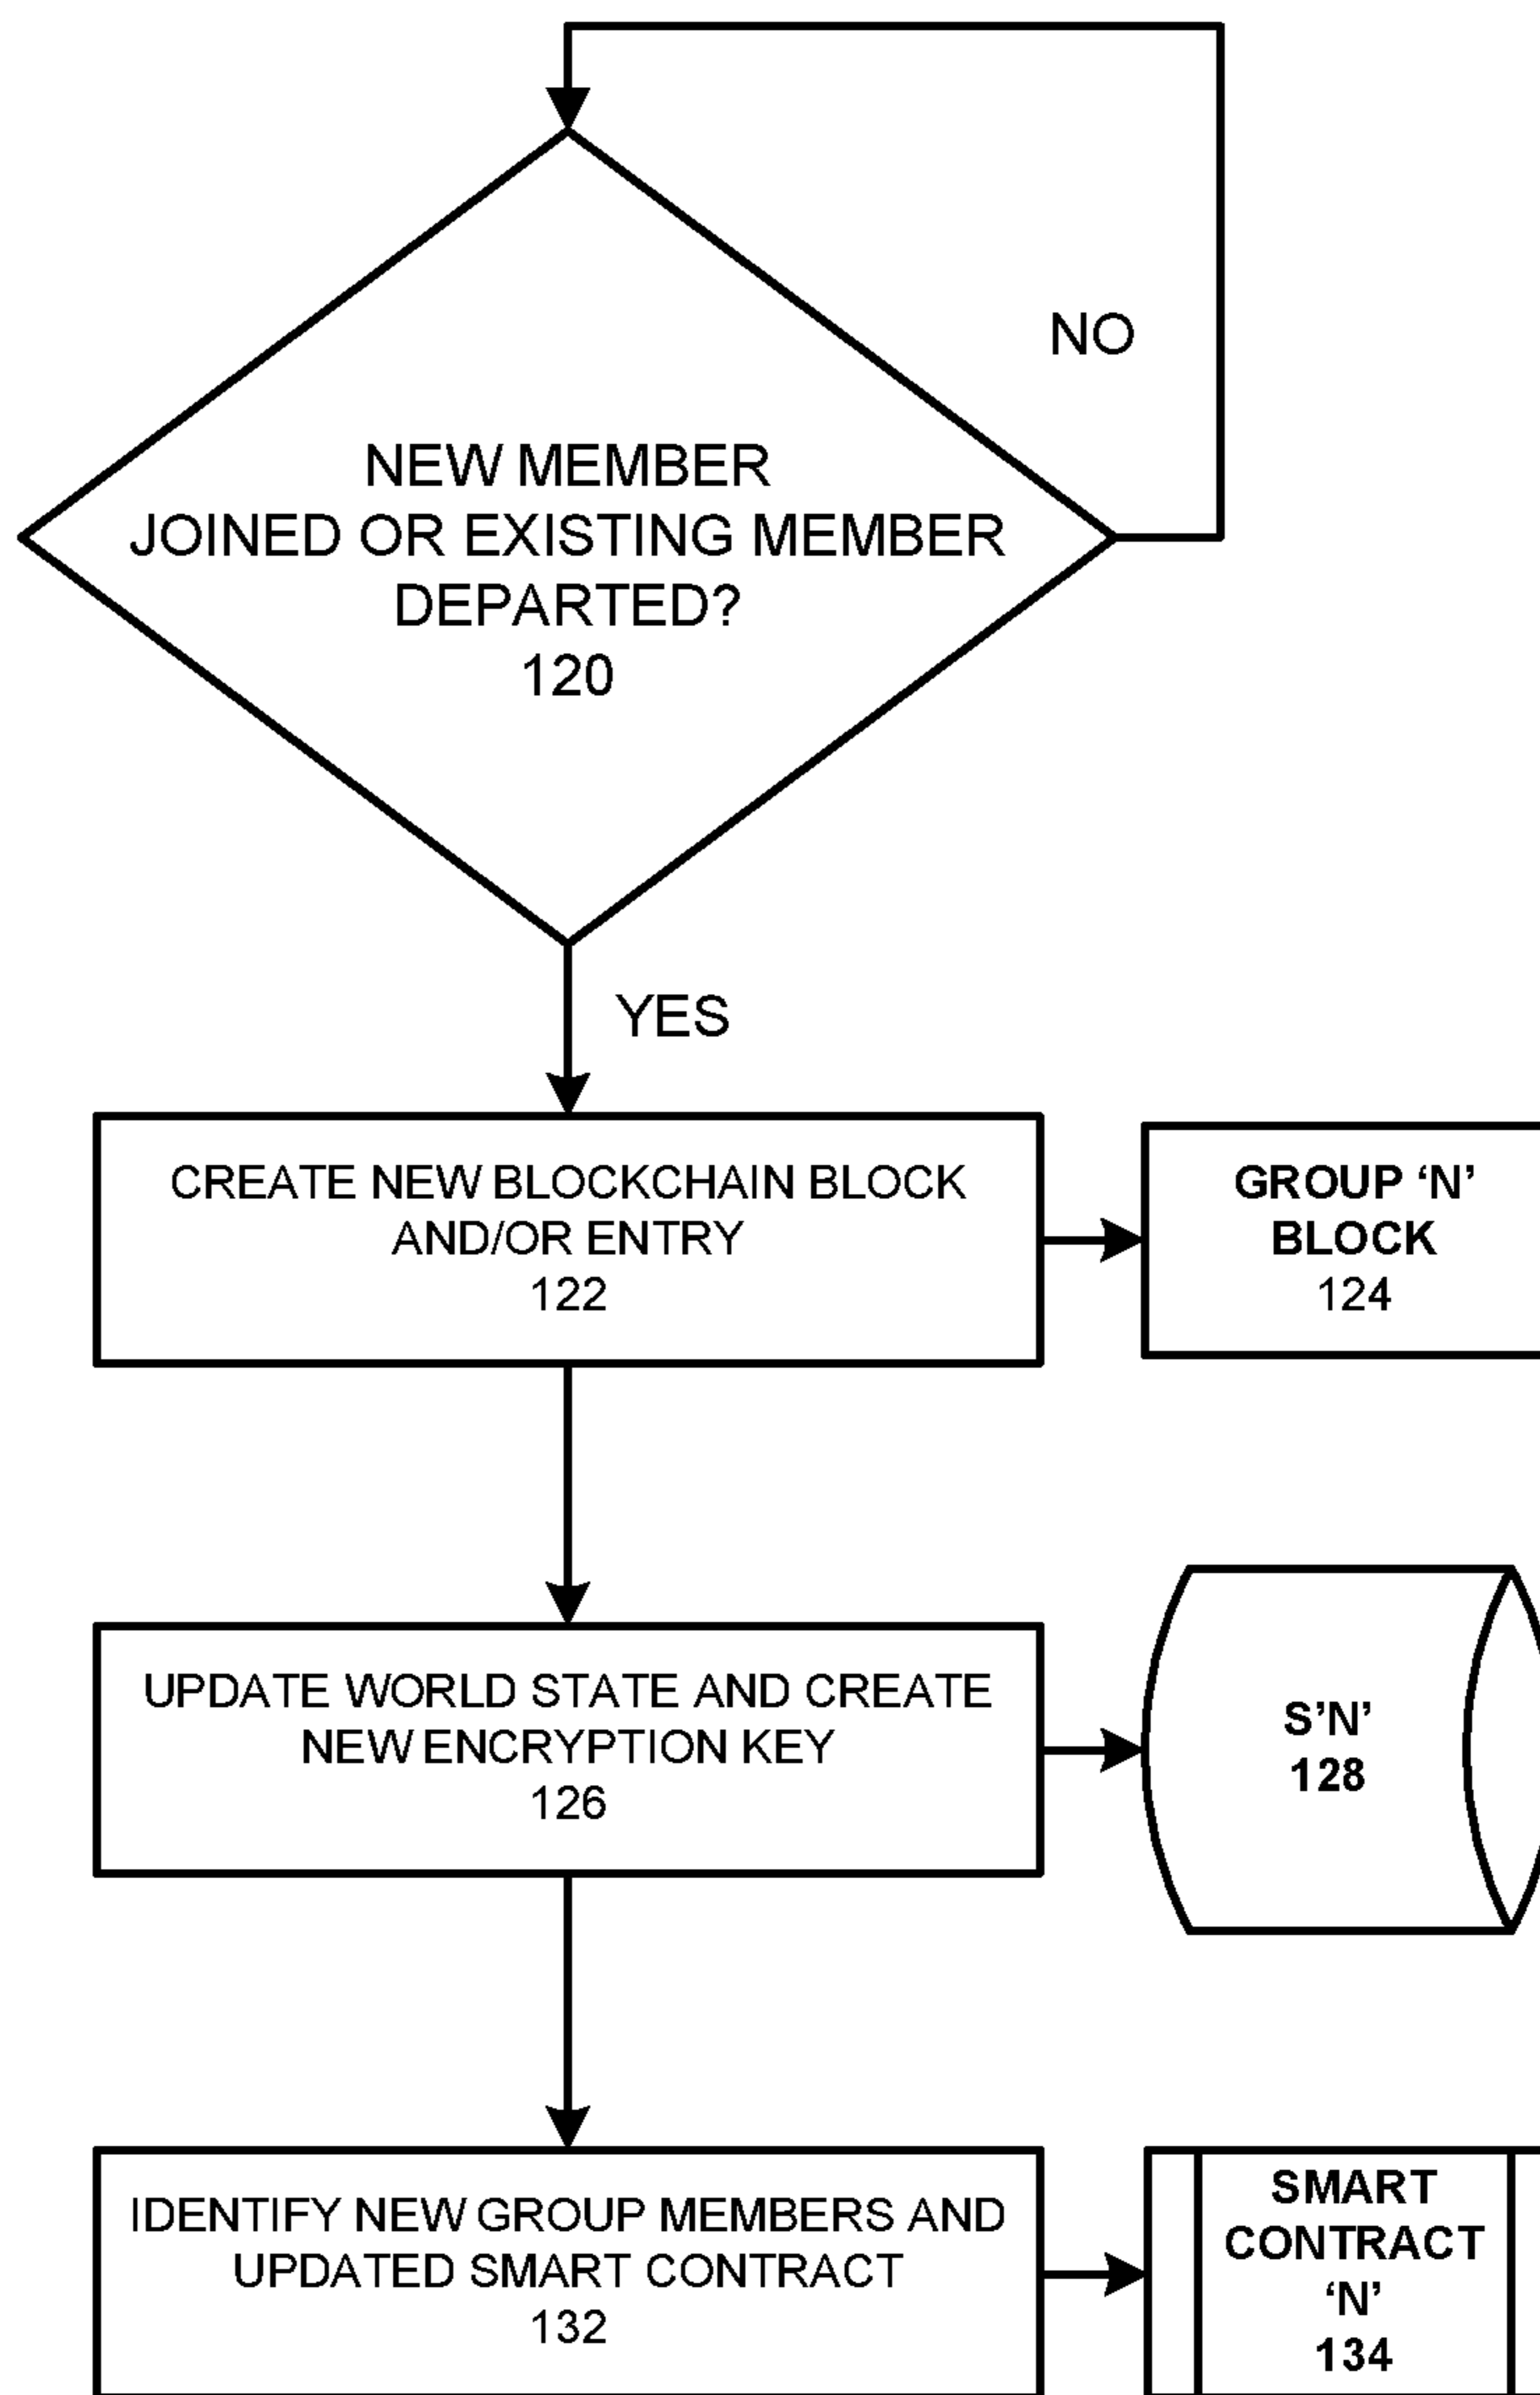 NO
NEW MEMBER
JOINED OR EXISTING MEMBER
DEPARTED?
120
YES
CREATE NEW BLOCKCHAIN BLOCK
AND/OR ENTRY
122
GROUP ‘N’
BLOCK
124
UPDATE WORLD STATE AND CREATE
NEW ENCRYPTION KEY
126
S’N’
128
IDENTIFY NEW GROUP MEMBERS AND
UPDATED SMART CONTRACT
132
SMART
CONTRACT
‘N’
134